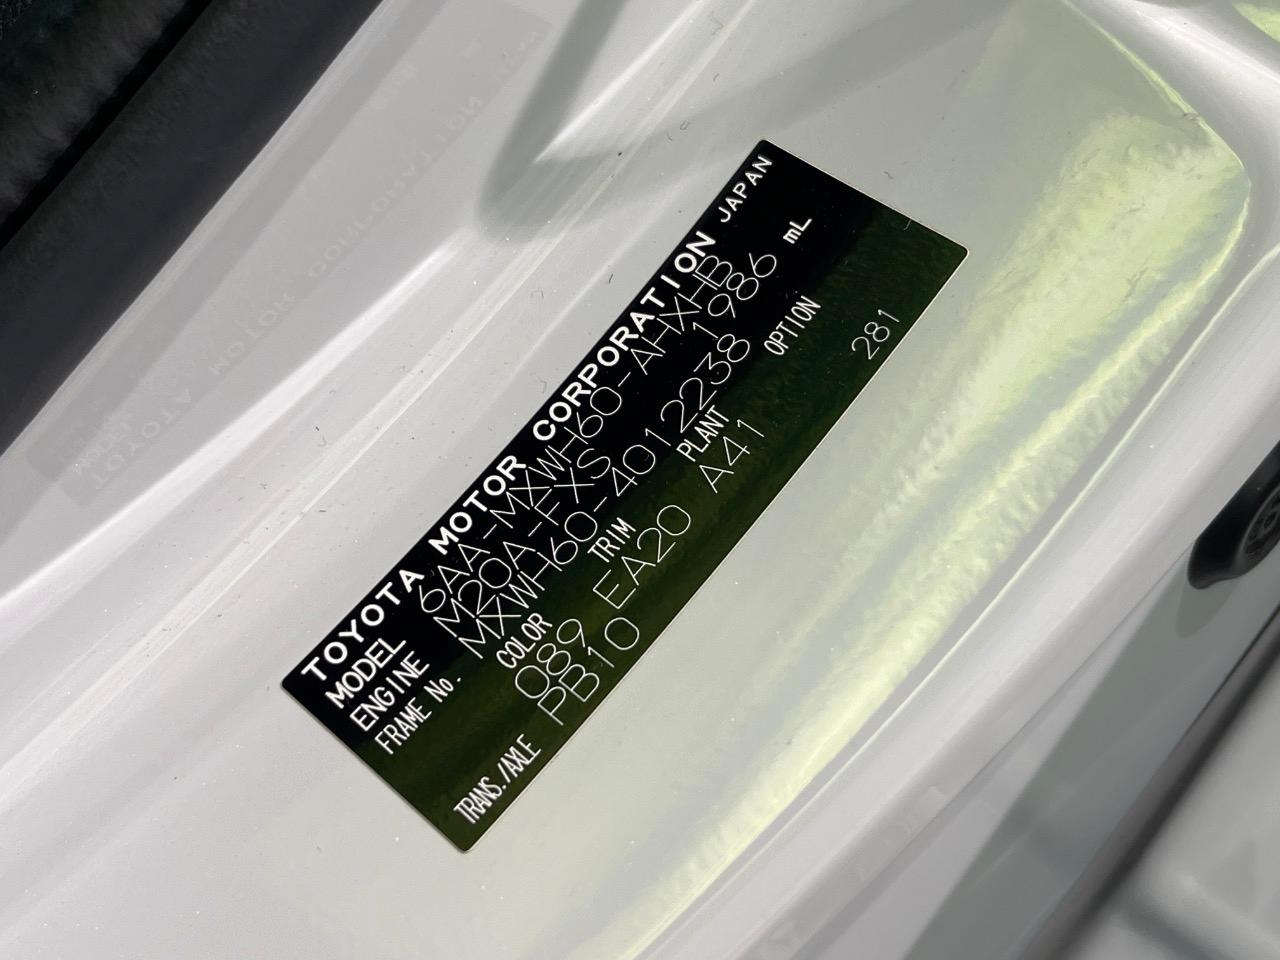 TOYOTA MOTOR CORPORATION JAPAN
MODEL 6AA-MXWH60-AHXHB
ENGINE M20A-FXS 1986 mL
FRAME No. MXWH60-4012238
COLOR TRIM PLANT OPTION
089 EA20 A41 281
TRANS./AXLE PB10